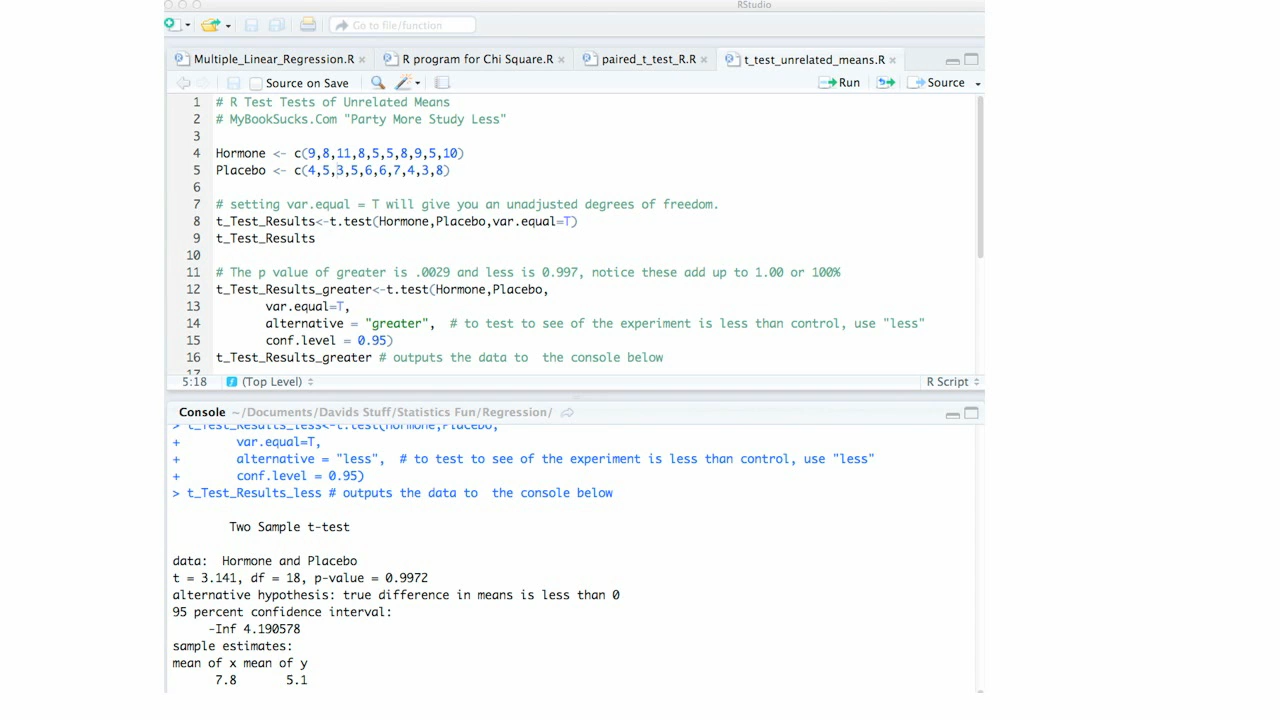 RStudio
Go to file/function
Multiple_Linear_Regression.R × R program for Chi Square.R × paired_t_test_R.R × t_test_unrelated_means.R ×
Source on Save Run Source
1 # R Test Tests of Unrelated Means
2 # MyBookSucks.Com "Party More Study Less"
3
4 Hormone <- c(9,8,11,8,5,5,8,9,5,10)
5 Placebo <- c(4,5,3,5,6,6,7,4,3,8)
6
7 # setting var.equal = T will give you an unadjusted degrees of freedom.
8 t_Test_Results<-t.test(Hormone,Placebo,var.equal=T)
9 t_Test_Results
10
11 # The p value of greater is .0029 and less is 0.997, notice these add up to 1.00 or 100%
12 t_Test_Results_greater<-t.test(Hormone,Placebo,
13 var.equal=T,
14 alternative = "greater", # to test to see of the experiment is less than control, use "less"
15 conf.level = 0.95)
16 t_Test_Results_greater # outputs the data to the console below
17
5:18 (Top Level) R Script
Console ~/Documents/Davids Stuff/Statistics Fun/Regression/
> t_Test_Results_less<-t.test(Hormone,Placebo,
+ var.equal=T,
+ alternative = "less", # to test to see of the experiment is less than control, use "less"
+ conf.level = 0.95)
> t_Test_Results_less # outputs the data to the console below
Two Sample t-test
data: Hormone and Placebo
t = 3.141, df = 18, p-value = 0.9972
alternative hypothesis: true difference in means is less than 0
95 percent confidence interval:
-Inf 4.190578
sample estimates:
mean of x mean of y
7.8 5.1